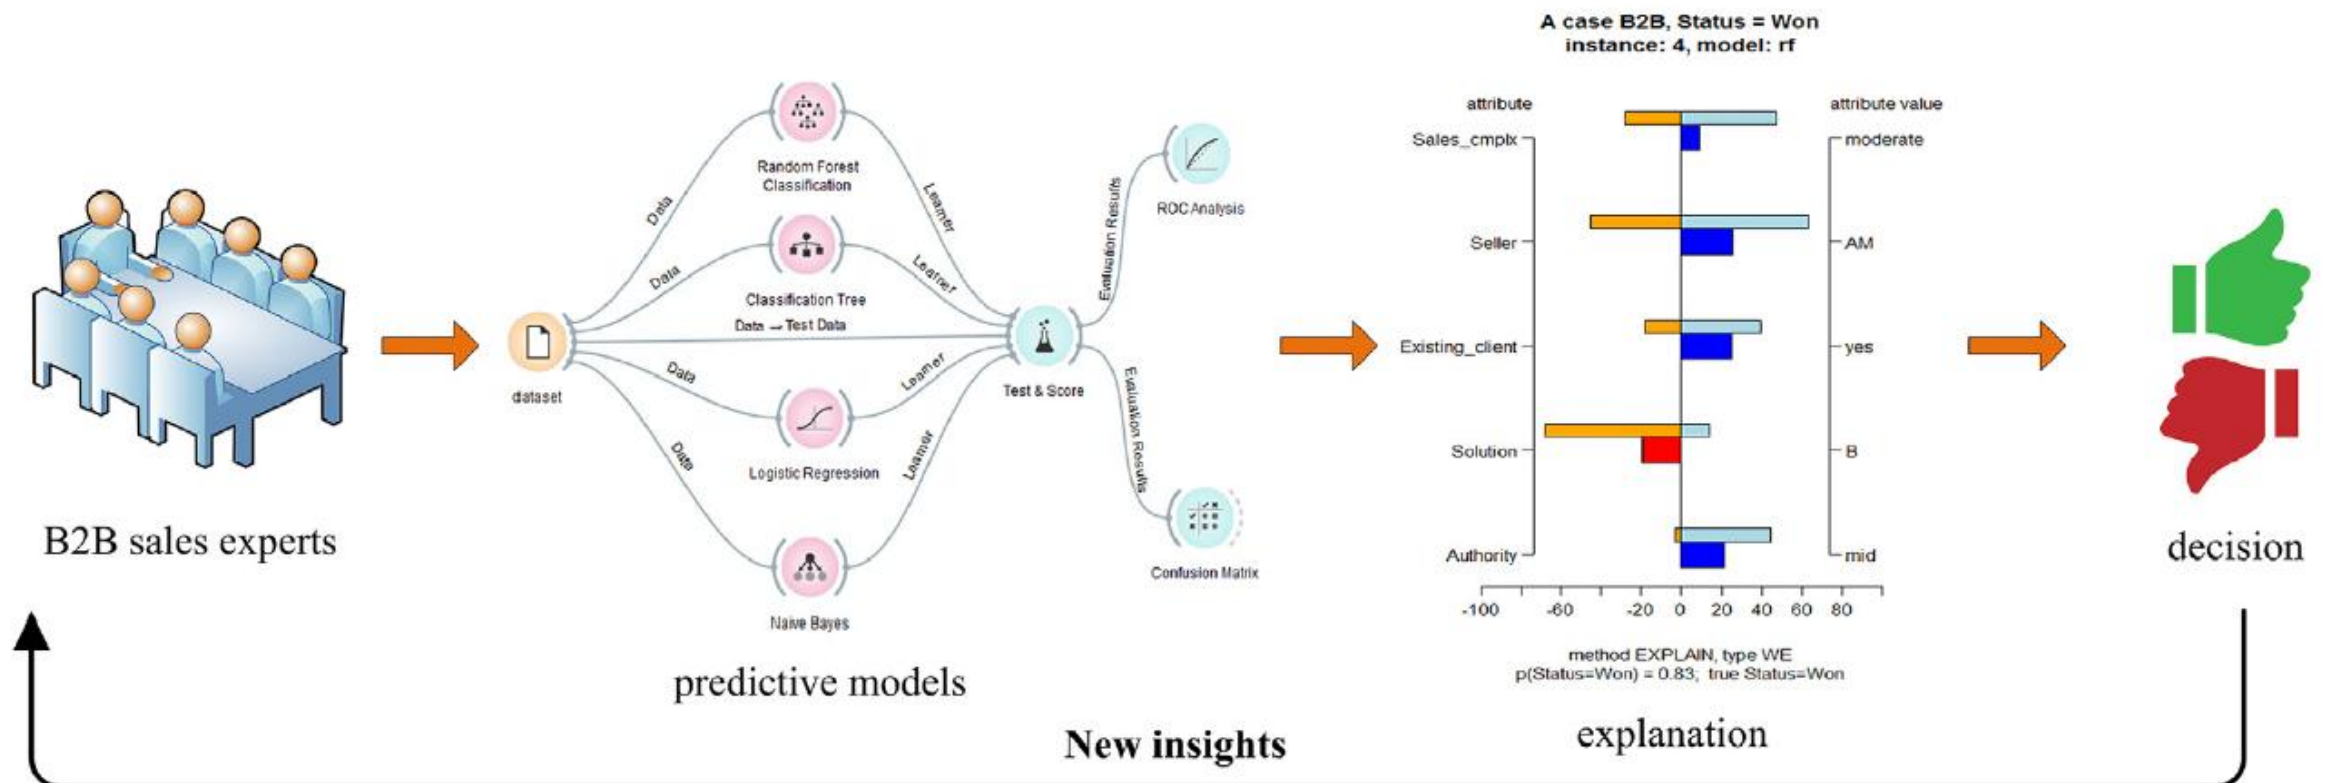 B2B sales experts
dataset
Data
Data
Data → Test Data
Data
Data
Random Forest
Classification
Classification Tree
Logistic Regression
Naive Bayes
Learner
Learner
Learner
Learner
Test & Score
Evaluation Results
Evaluation Results
ROC Analysis
Confusion Matrix
predictive models
A case B2B, Status = Won
instance: 4, model: rf
attribute
attribute value
Sales_cmplx
moderate
Seller
AM
Existing_client
yes
Solution
B
Authority
mid
-100 -60 -20 0 20 40 60 80
method EXPLAIN, type WE
p(Status=Won) = 0.83; true Status=Won
explanation
decision
New insights